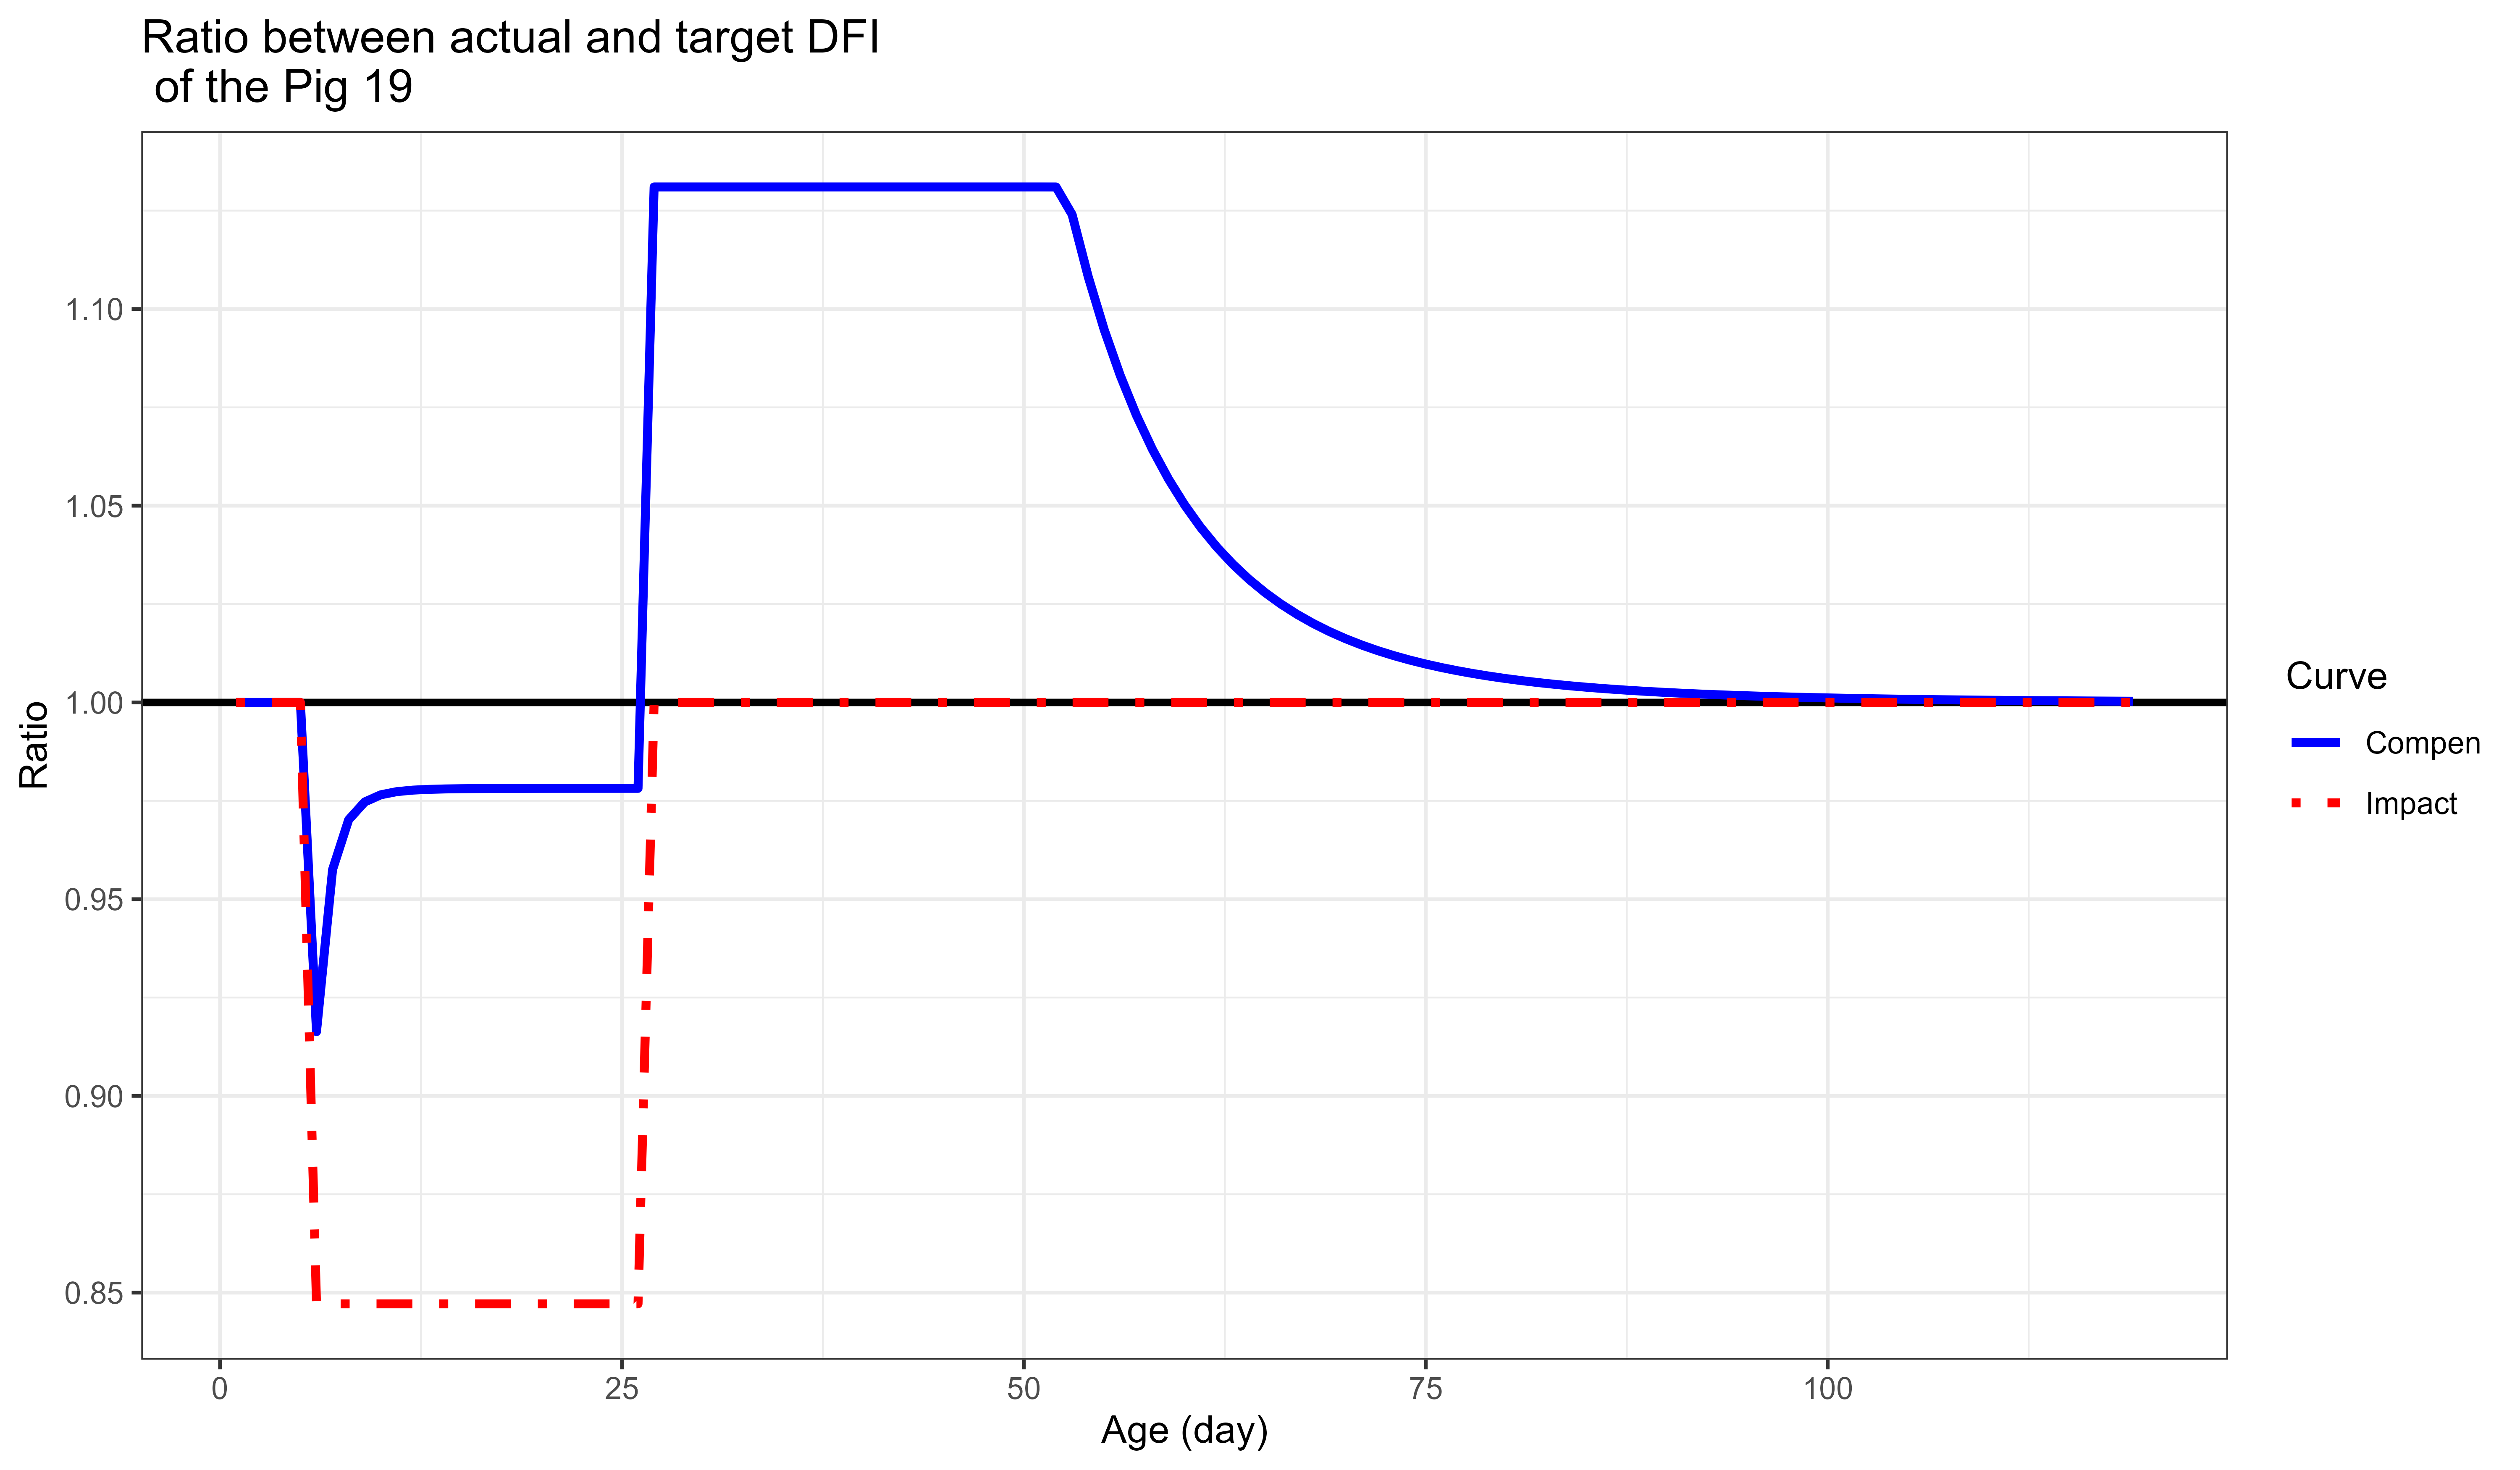 Ratio between actual and target DFI
of the Pig 19
Ratio
1.10
1.05
1.00
0.95
0.90
0.85
0
25
50
75
100
Age (day)
Curve
Compen
Impact